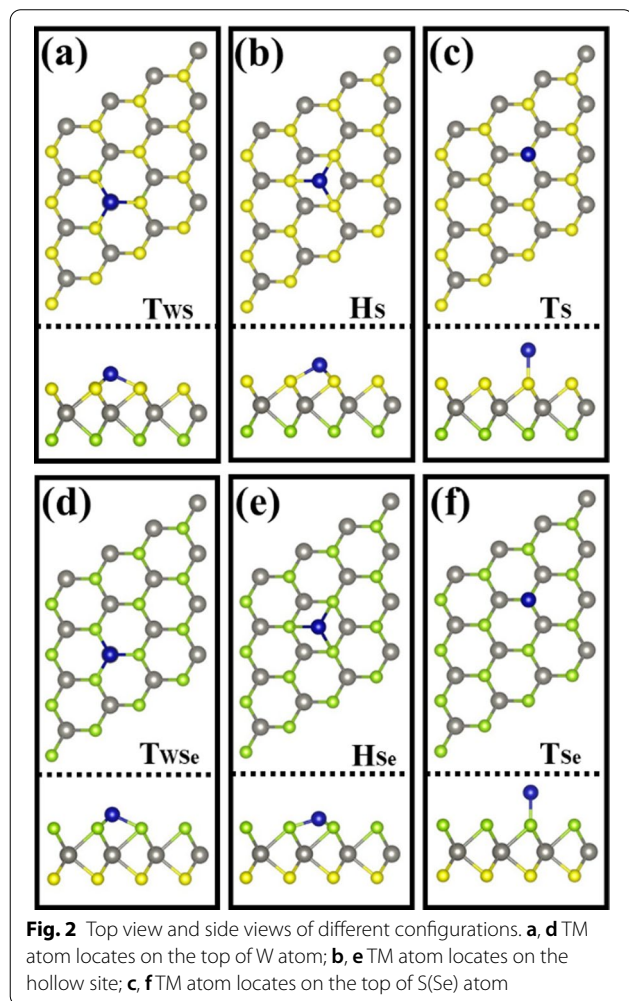 (a) (b) (c)
Tws Hs Ts
(d) (e) (f)
TWSe HSe TSe
Fig. 2 Top view and side views of different configurations. a, d TM
atom locates on the top of W atom; b, e TM atom locates on the
hollow site; c, f TM atom locates on the top of S(Se) atom